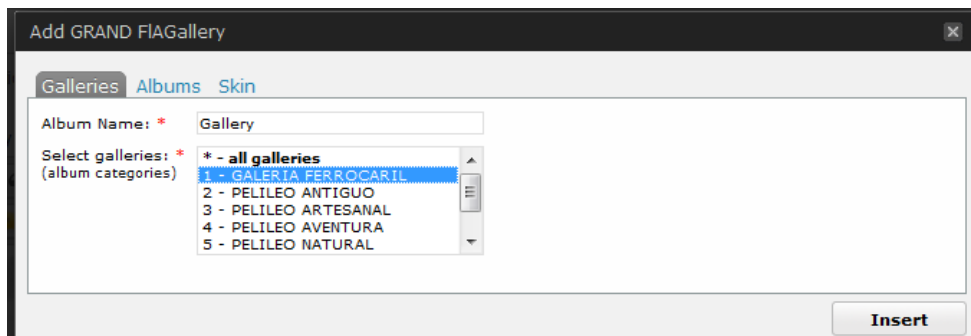 Add GRAND FlAGallery
Galleries Albums Skin
Album Name: * Gallery
Select galleries: * * - all galleries
(album categories) 1 - GALERIA FERROCARIL
2 - PELILEO ANTIGUO
3 - PELILEO ARTESANAL
4 - PELILEO AVENTURA
5 - PELILEO NATURAL
Insert